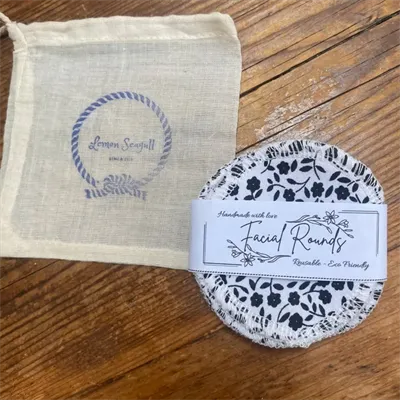 Lemon Seagull
Handmade with love
Facial Rounds
Reusable - Eco Friendly